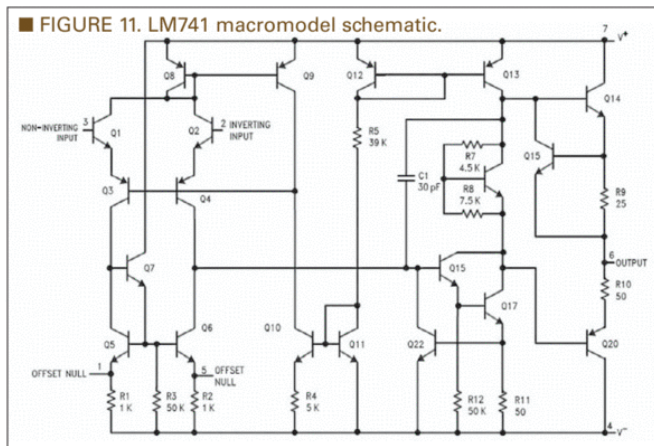 ■ FIGURE 11. LM741 macromodel schematic.
7
V+
Q8
Q9
Q12
Q13
Q14
3
NON-INVERTING
INPUT
Q1
Q2
2 INVERTING
INPUT
R5
39 K
R7
4.5 K
Q15
C1
30 pF
R8
7.5 K
R9
25
Q3
Q4
6
OUTPUT
Q7
Q15
R10
50
Q17
Q5
Q6
Q10
Q11
Q22
Q20
OFFSET NULL
1
5 OFFSET
NULL
R1
1 K
R3
50 K
R2
1 K
R4
5 K
R12
50 K
R11
50
4
V-